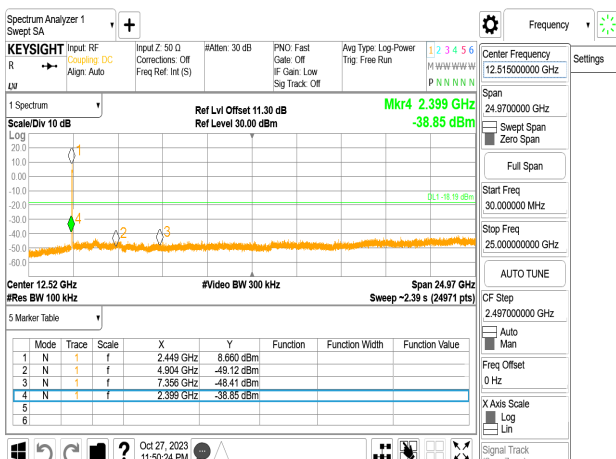 Spectrum Analyzer 1
Swept SA
Frequency
KEYSIGHT
R
LXI
Input: RF
Coupling: DC
Align: Auto
Input Z: 50 Ω
Corrections: Off
Freq Ref: Int (S)
#Atten: 30 dB
PNO: Fast
Gate: Off
IF Gain: Low
Sig Track: Off
Avg Type: Log-Power
Trig: Free Run
1 2 3 4 5 6
M W W W W W
P N N N N N
Center Frequency
12.515000000 GHz
Settings
Span
24.9700000 GHz
Swept Span
Zero Span
Full Span
Start Freq
30.000000 MHz
Stop Freq
25.000000000 GHz
AUTO TUNE
CF Step
2.497000000 GHz
Auto
Man
Freq Offset
0 Hz
X Axis Scale
Log
Lin
Signal Track
1 Spectrum
Scale/Div 10 dB
Ref Lvl Offset 11.30 dB
Ref Level 30.00 dBm
Mkr4 2.399 GHz
-38.85 dBm
Log
20.0
10.0
0.00
-10.0
-20.0
-30.0
-40.0
-50.0
-60.0
1
2
3
4
DL1 -18.19 dBm
Center 12.52 GHz
#Res BW 100 kHz
#Video BW 300 kHz
Span 24.97 GHz
Sweep ~2.39 s (24971 pts)
5 Marker Table
Mode Trace Scale X Y Function Function Width Function Value
1 N 1 f 2.449 GHz 8.660 dBm
2 N 1 f 4.904 GHz -49.12 dBm
3 N 1 f 7.356 GHz -48.41 dBm
4 N 1 f 2.399 GHz -38.85 dBm
5
6
?
Oct 27, 2023
11:50:24 PM